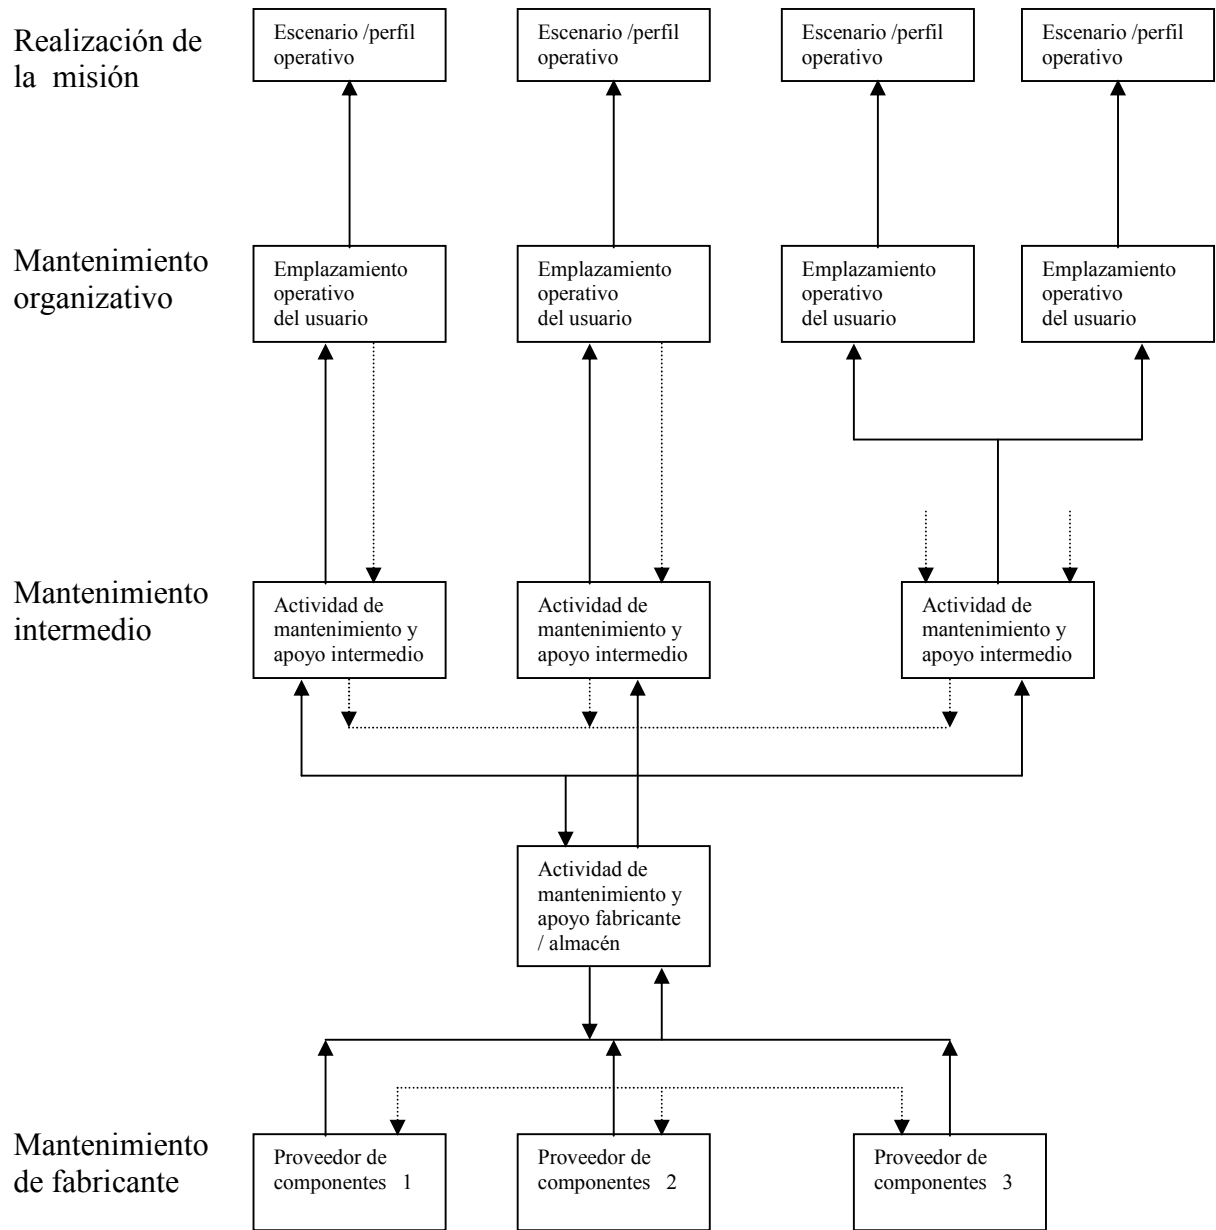 Realización de
la misión
Escenario /perfil
operativo
Escenario /perfil
operativo
Escenario /perfil
operativo
Escenario /perfil
operativo
Mantenimiento
organizativo
Emplazamiento
operativo
del usuario
Emplazamiento
operativo
del usuario
Emplazamiento
operativo
del usuario
Emplazamiento
operativo
del usuario
Mantenimiento
intermedio
Actividad de
mantenimiento y
apoyo intermedio
Actividad de
mantenimiento y
apoyo intermedio
Actividad de
mantenimiento y
apoyo intermedio
Actividad de
mantenimiento y
apoyo fabricante
/ almacén
Mantenimiento
de fabricante
Proveedor de
componentes 1
Proveedor de
componentes 2
Proveedor de
componentes 3